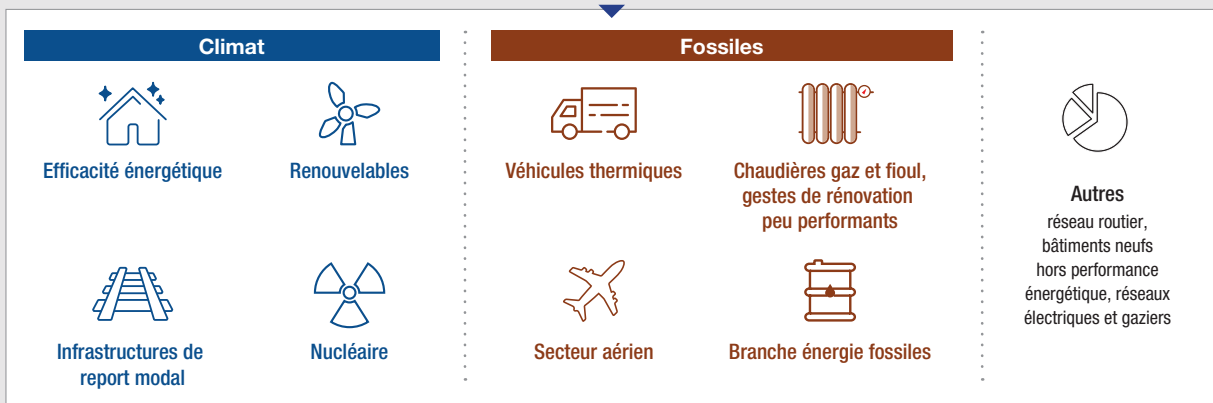 Climat
Efficacité énergétique
Renouvelables
Infrastructures de
report modal
Nucléaire
Fossiles
Véhicules thermiques
Chaudières gaz et fioul,
gestes de rénovation
peu performants
Secteur aérien
Branche énergie fossiles
Autres
réseau routier,
bâtiments neufs
hors performance
énergétique, réseaux
électriques et gaziers